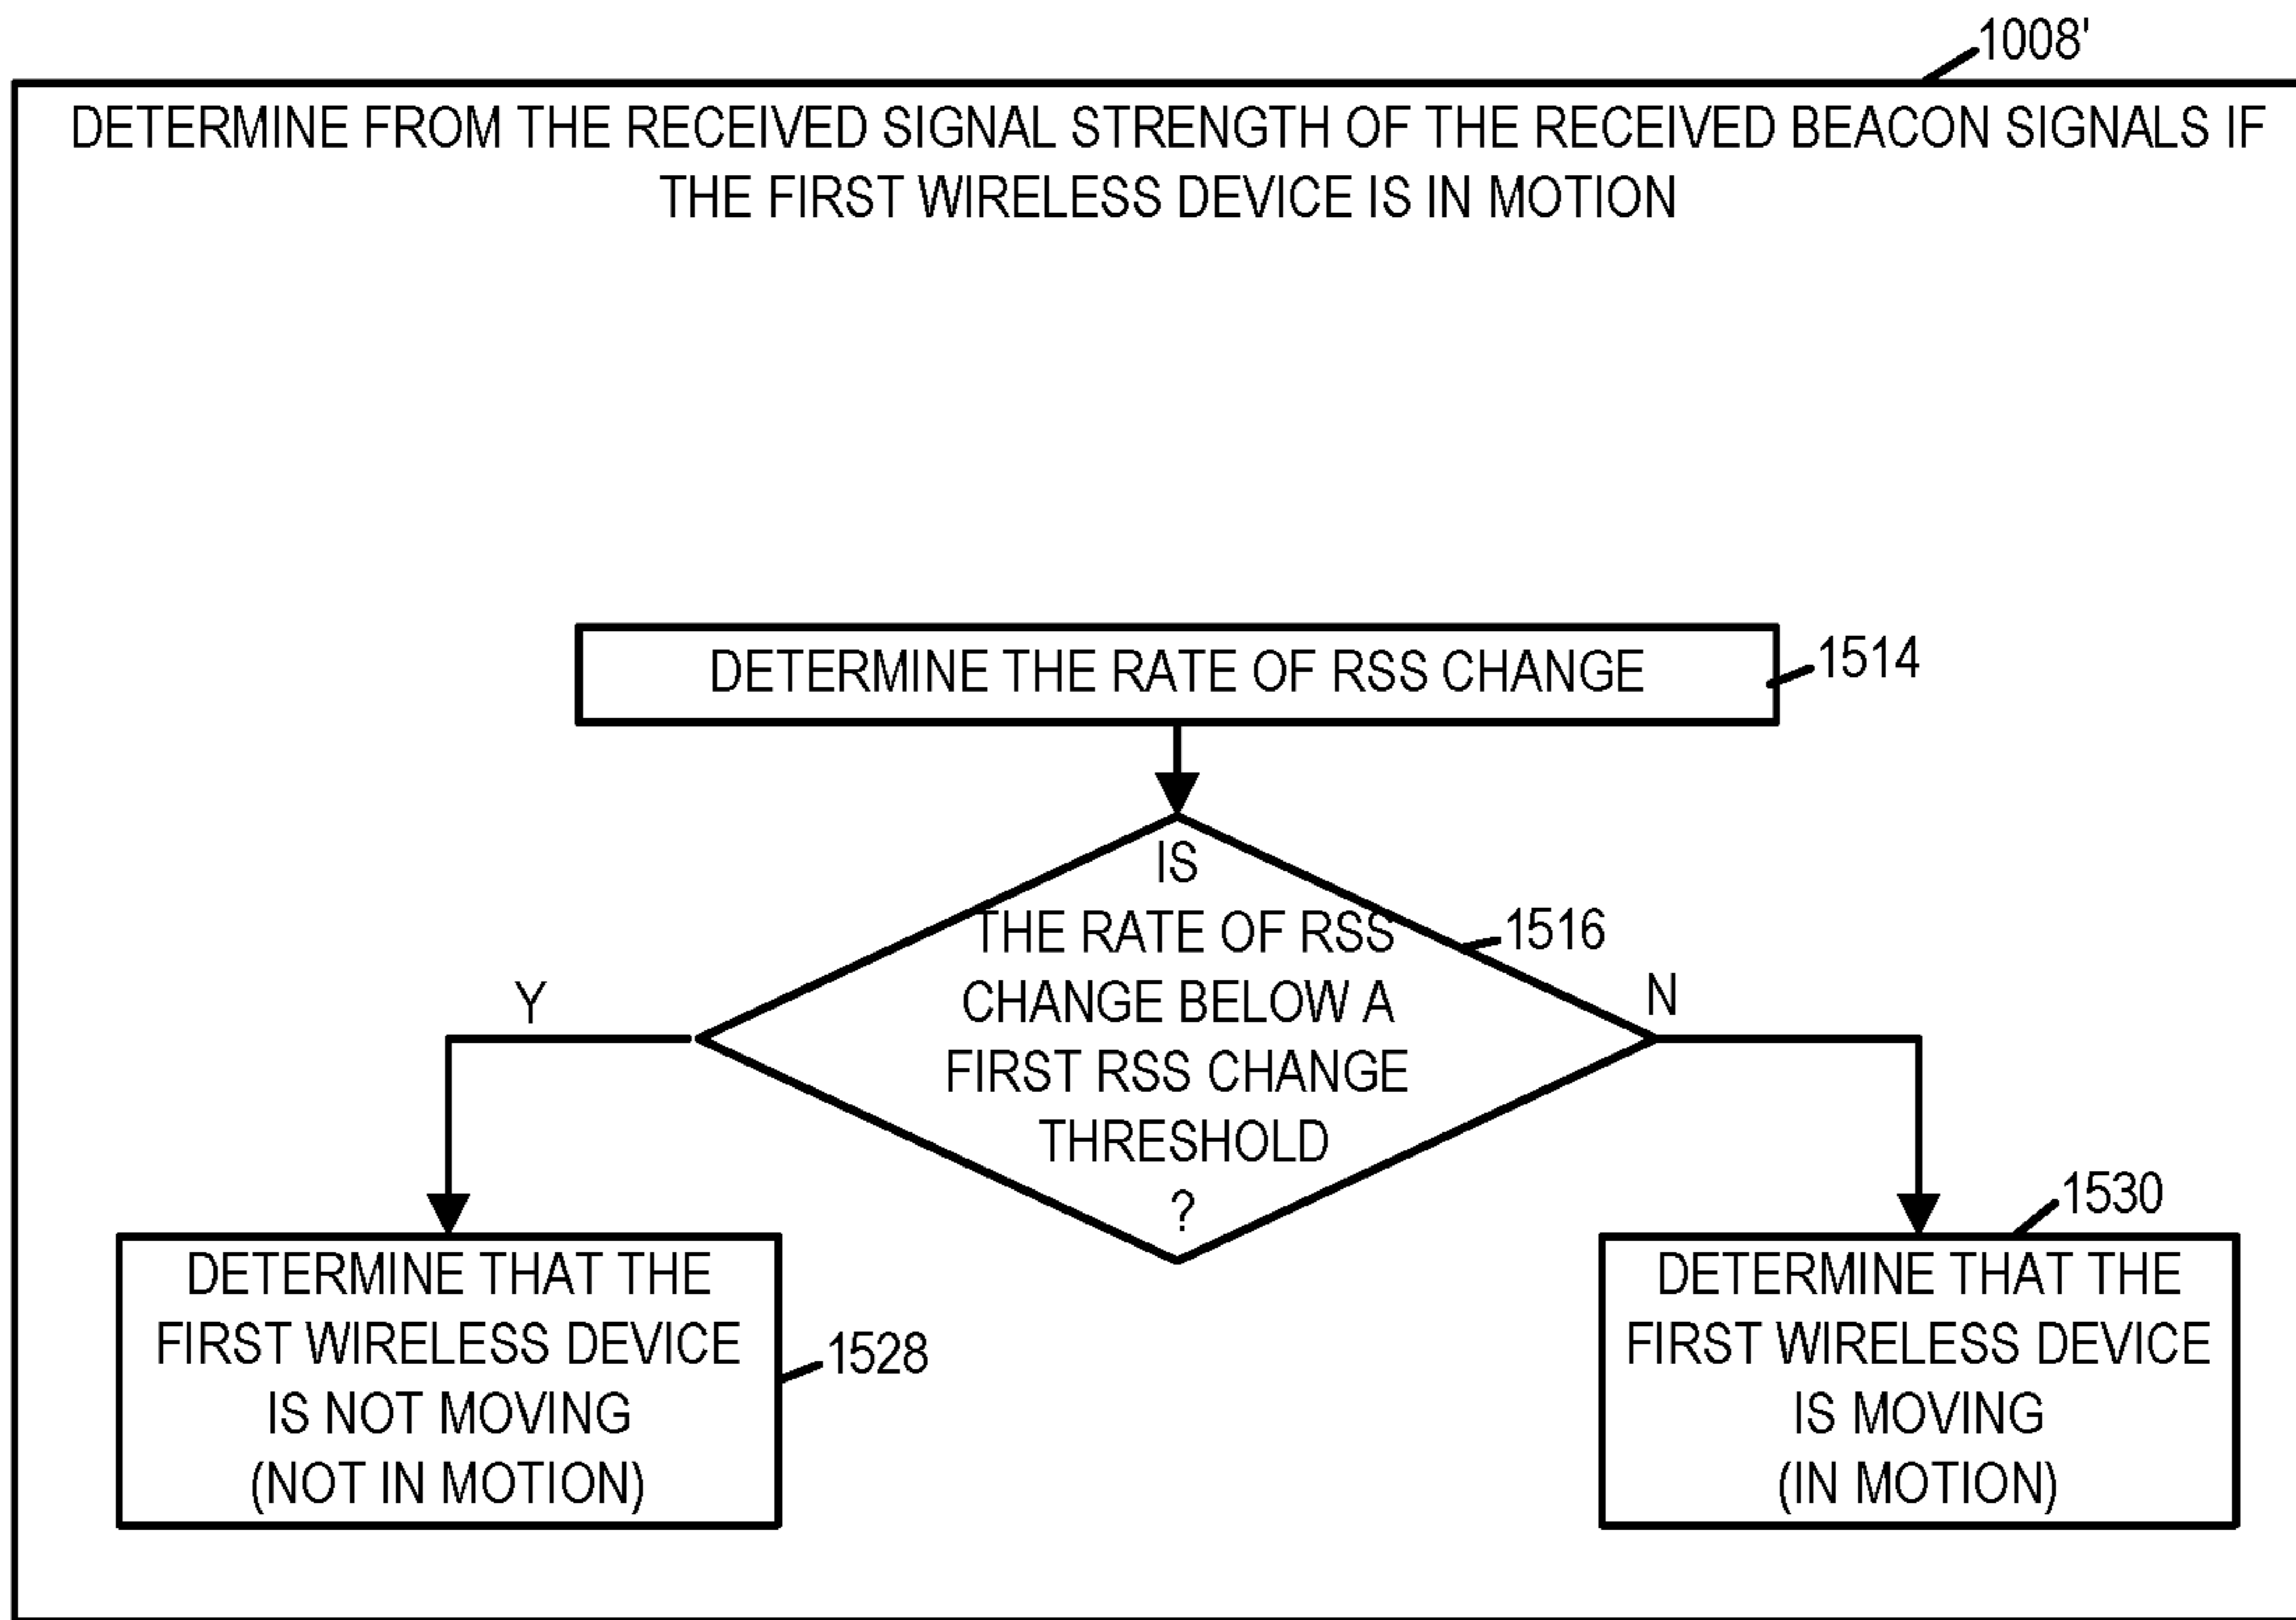 1008'
DETERMINE FROM THE RECEIVED SIGNAL STRENGTH OF THE RECEIVED BEACON SIGNALS IF
THE FIRST WIRELESS DEVICE IS IN MOTION
DETERMINE THE RATE OF RSS CHANGE
1514
IS
THE RATE OF RSS
CHANGE BELOW A
FIRST RSS CHANGE
THRESHOLD
?
1516
Y
N
DETERMINE THAT THE
FIRST WIRELESS DEVICE
IS NOT MOVING
(NOT IN MOTION)
1528
1530
DETERMINE THAT THE
FIRST WIRELESS DEVICE
IS MOVING
(IN MOTION)